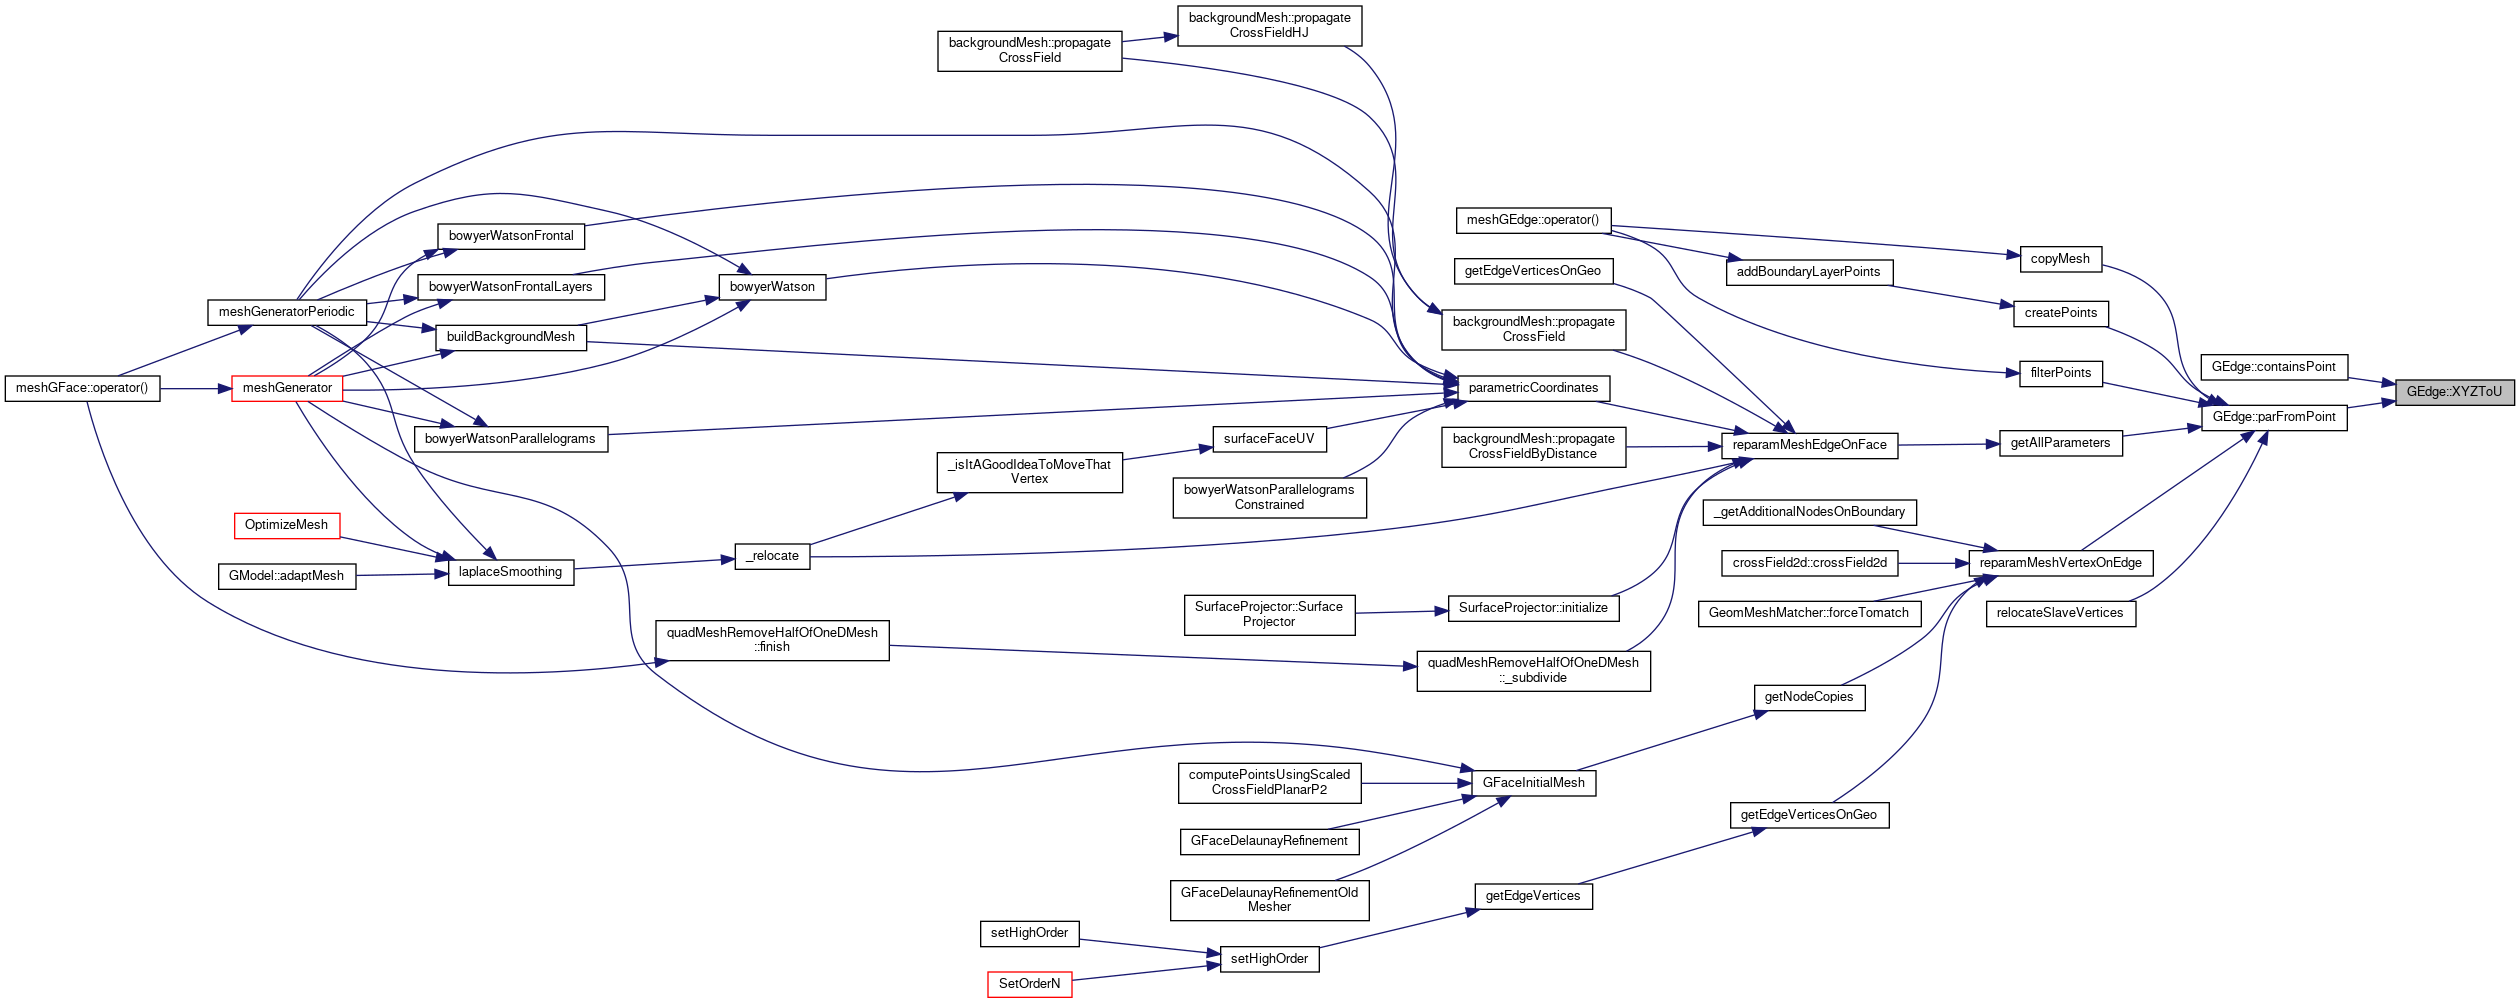 backgroundMesh::propagate
CrossFieldHJ
backgroundMesh::propagate
CrossField
meshGEdge::operator()
bowyerWatsonFrontal
copyMesh
getEdgeVerticesOnGeo
addBoundaryLayerPoints
bowyerWatsonFrontalLayers
bowyerWatson
meshGeneratorPeriodic
createPoints
backgroundMesh::propagate
CrossField
buildBackgroundMesh
GEdge::containsPoint
filterPoints
meshGFace::operator()
meshGenerator
parametricCoordinates
GEdge::XYZToU
GEdge::parFromPoint
bowyerWatsonParallelograms
surfaceFaceUV
backgroundMesh::propagate
CrossFieldByDistance
reparamMeshEdgeOnFace
getAllParameters
_isItAGoodIdeaToMoveThat
Vertex
bowyerWatsonParallelograms
Constrained
_getAdditionalNodesOnBoundary
OptimizeMesh
_relocate
crossField2d::crossField2d
reparamMeshVertexOnEdge
GModel::adaptMesh
laplaceSmoothing
SurfaceProjector::Surface
Projector
SurfaceProjector::initialize
GeomMeshMatcher::forceTomatch
relocateSlaveVertices
quadMeshRemoveHalfOfOneDMesh
::finish
quadMeshRemoveHalfOfOneDMesh
::_subdivide
getNodeCopies
computePointsUsingScaled
CrossFieldPlanarP2
GFaceInitialMesh
getEdgeVerticesOnGeo
GFaceDelaunayRefinement
GFaceDelaunayRefinementOld
Mesher
getEdgeVertices
setHighOrder
setHighOrder
SetOrderN